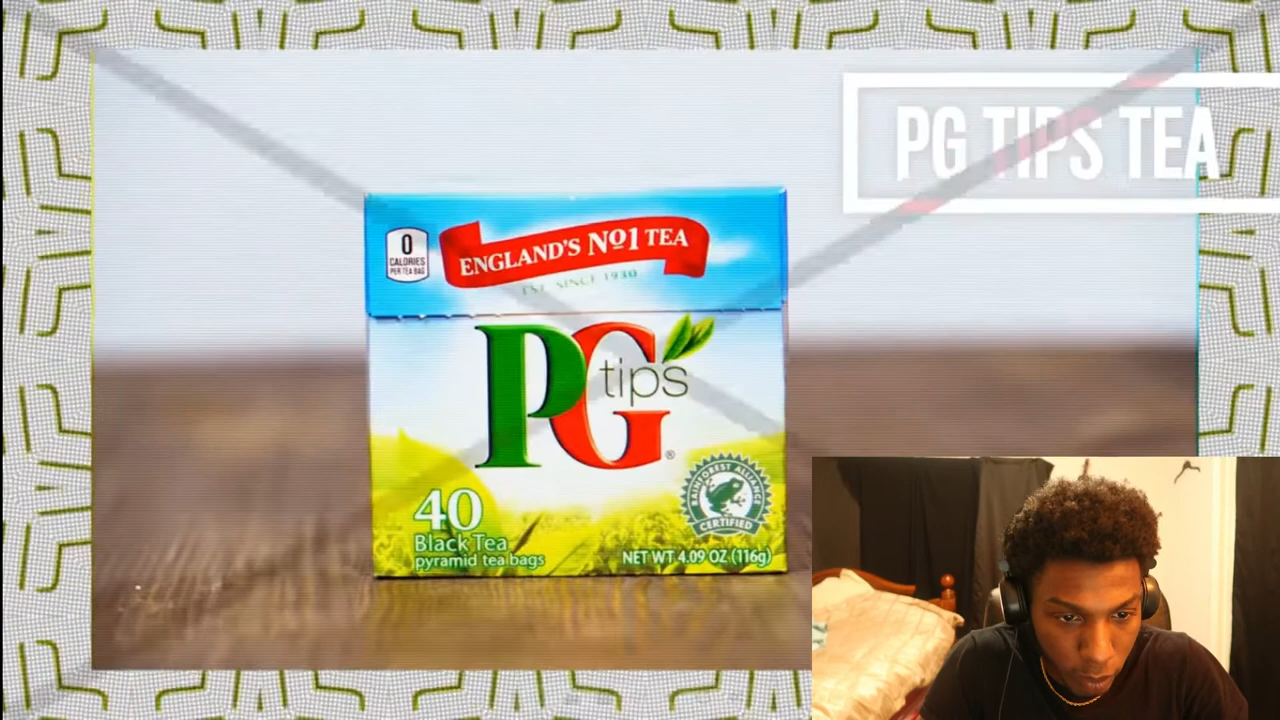 PG TIPS TEA
0
CALORIES
PER TEA BAG
ENGLAND'S No1 TEA
EST. SINCE 1930
PG
tips
®
RAINFOREST ALLIANCE
CERTIFIED
40
Black Tea
pyramid tea bags
NET WT 4.09 OZ (116g)